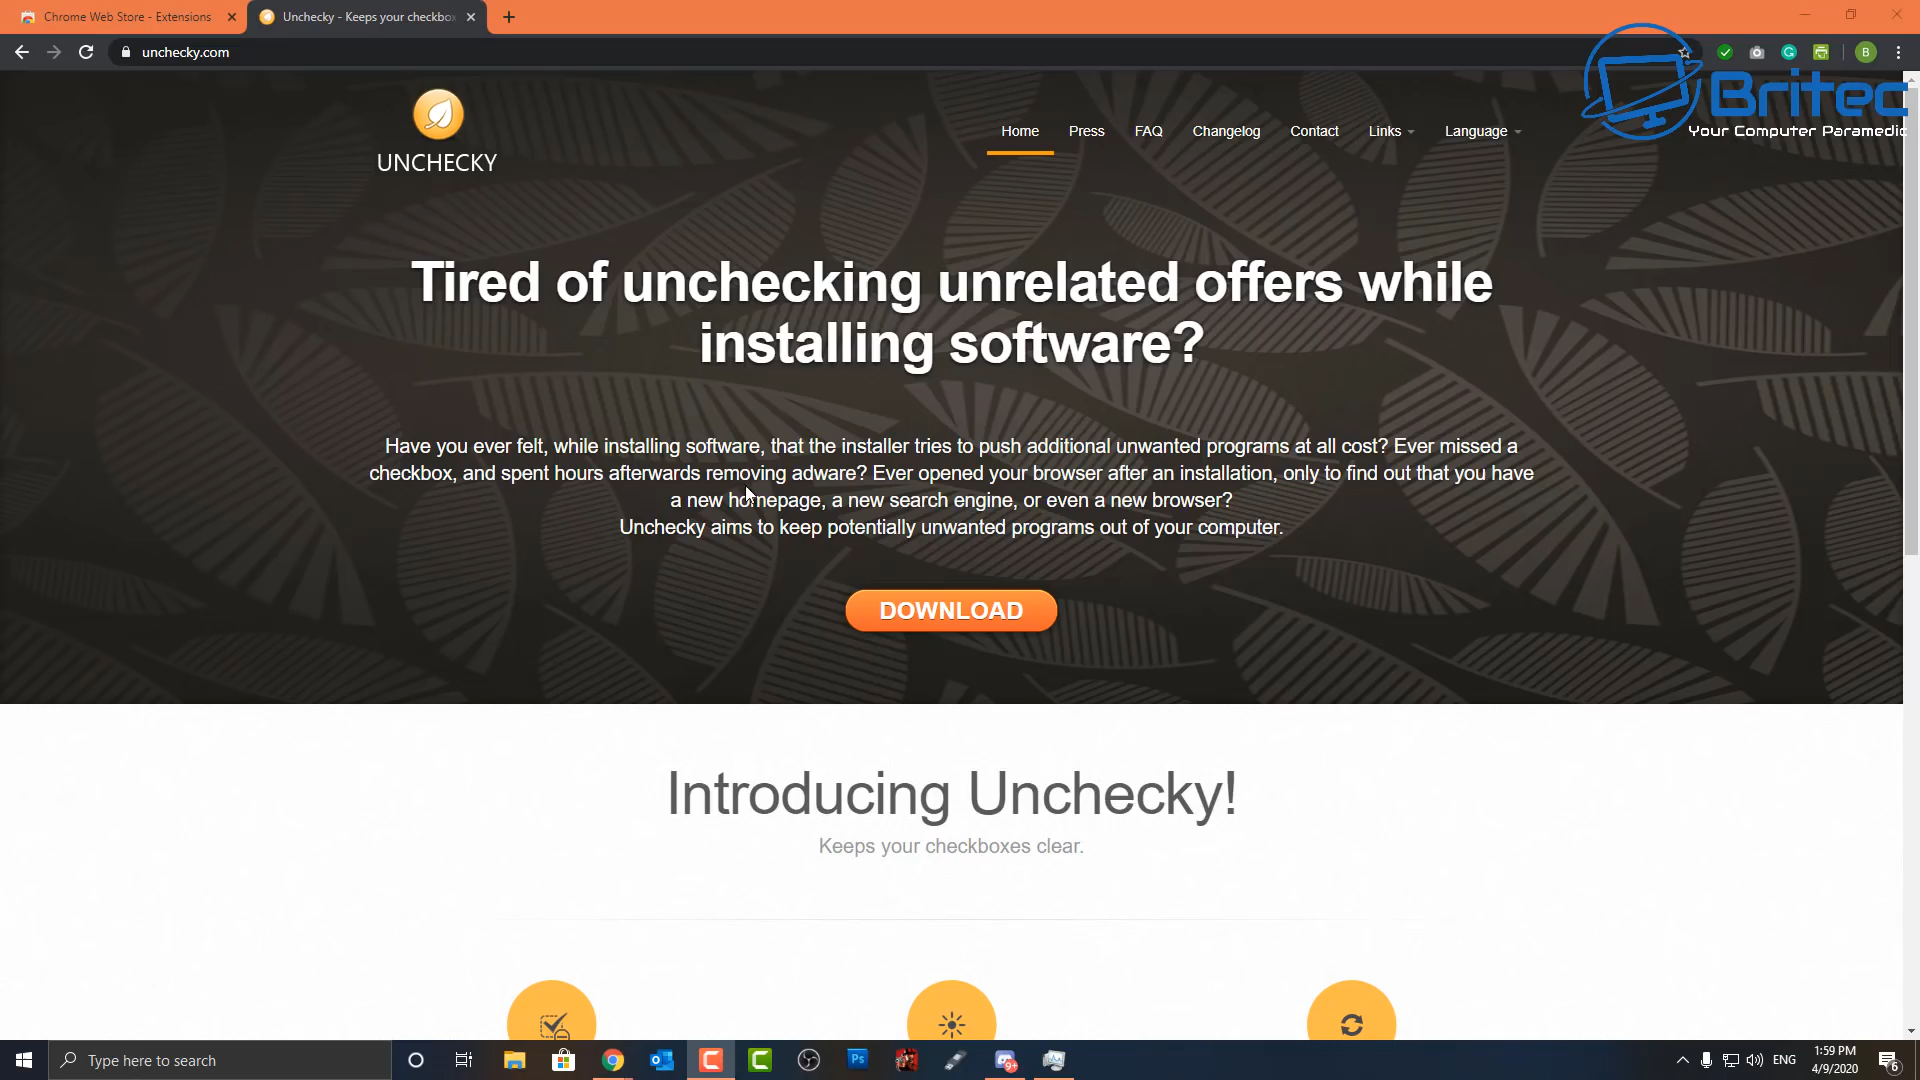 Chrome Web Store - Extensions
Unchecky - Keeps your checkbox
unchecky.com
B
Britec
Your Computer Paramedic
UNCHECKY
Home
Press
FAQ
Changelog
Contact
Links
Language
Tired of unchecking unrelated offers while
installing software?
Have you ever felt, while installing software, that the installer tries to push additional unwanted programs at all cost? Ever missed a
checkbox, and spent hours afterwards removing adware? Ever opened your browser after an installation, only to find out that you have
a new homepage, a new search engine, or even a new browser?
Unchecky aims to keep potentially unwanted programs out of your computer.
DOWNLOAD
Introducing Unchecky!
Keeps your checkboxes clear.
Type here to search
Ps
9+
ENG
1:59 PM
4/9/2020
6